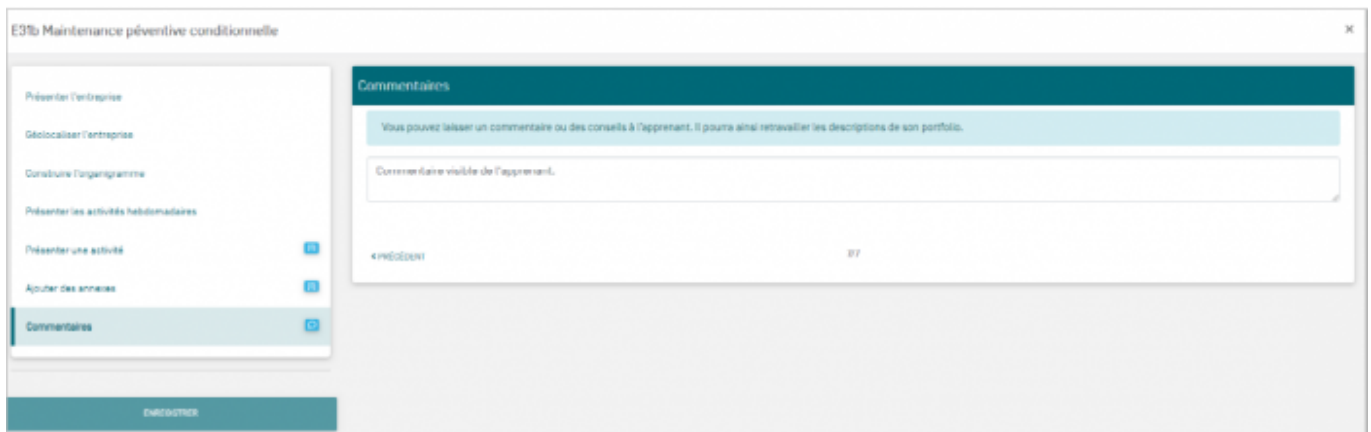 E31b Maintenance péventive conditionnelle
×
Présenter l'entreprise
Géolocaliser l'entreprise
Construire l'organigramme
Présenter les activités hebdomadaires
Présenter une activité
Ajouter des annexes
Commentaires
ENREGISTRER
Commentaires
Vous pouvez laisser un commentaire ou des conseils à l'apprenant. Il pourra ainsi retravailler les descriptions de son portfolio.
Commentaire visible de l'apprenant.
< PRÉCÉDENT
7/7